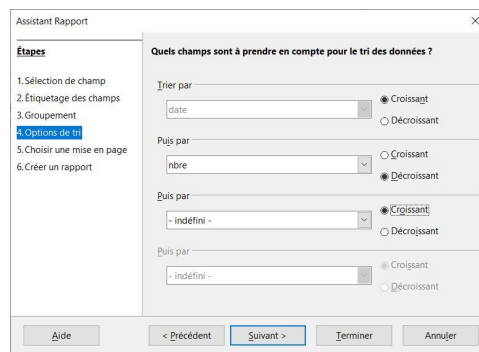 Assistant Rapport
Étapes
1.Sélection de champ
2.Étiquetage des champs
3.Groupement
4.Options de tri
5.Choisir une mise en page
6.Créer un rapport
Quels champs sont à prendre en compte pour le tri des données ?
Trier par
date
Croissant
Décroissant
Puis par
nbre
Croissant
Décroissant
Puis par
- indéfini -
Croissant
Décroissant
Puis par
- indéfini -
Croissant
Décroissant
Aide
< Précédent
Suivant >
Terminer
Annuler